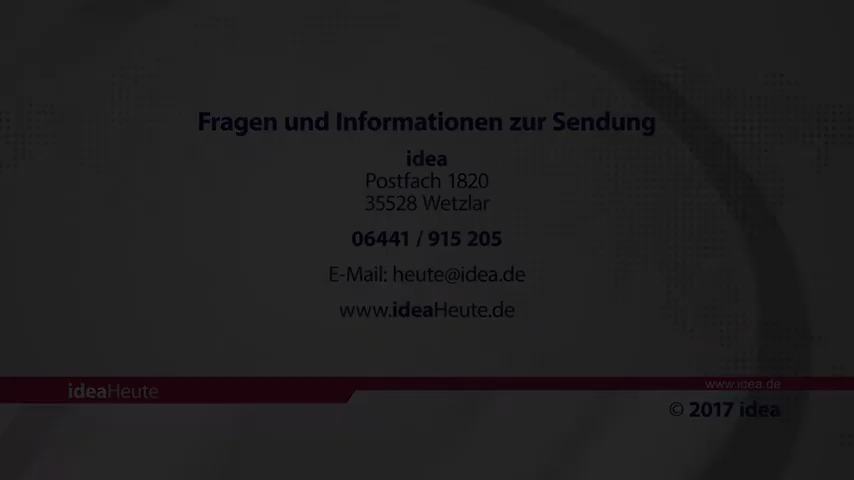 Fragen und Informationen zur Sendung
idea
Postfach 1820
35528 Wetzlar
06441 / 915 205
E-Mail: heute@idea.de
www.ideaHeute.de
www.idea.de
ideaHeute
© 2017 idea